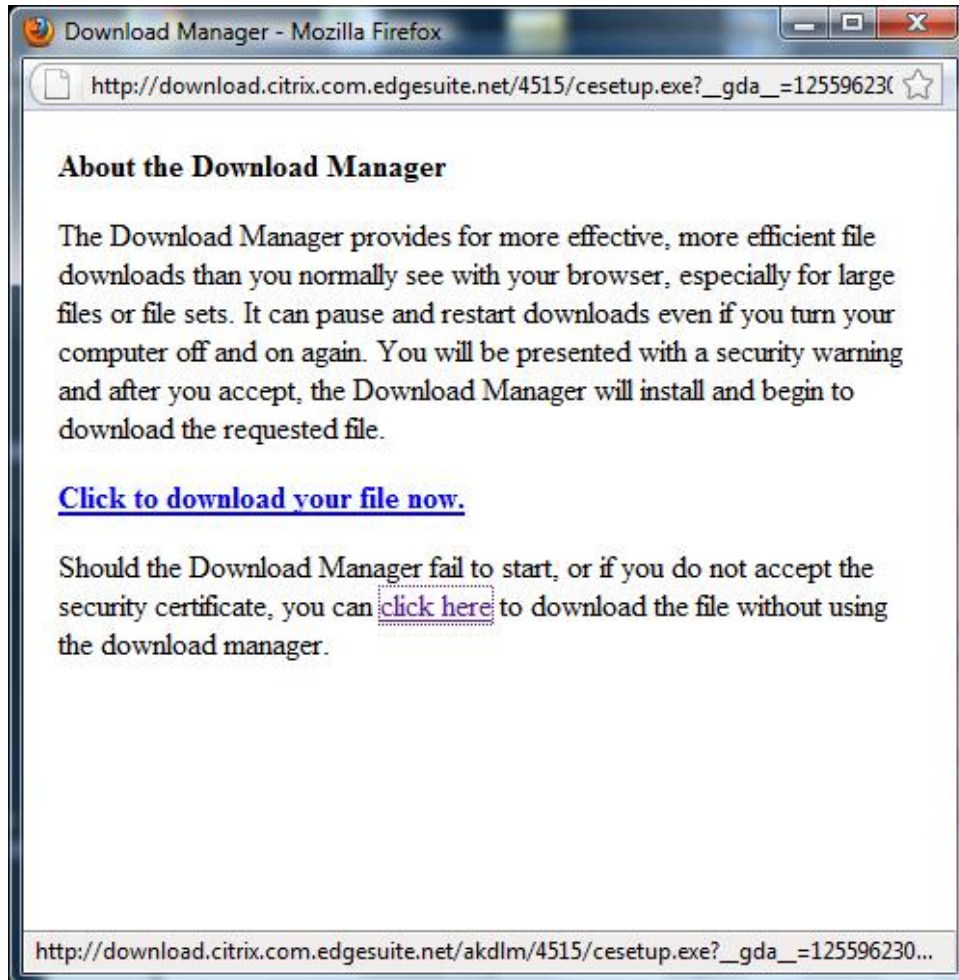 Download Manager - Mozilla Firefox
http://download.citrix.com.edgesuite.net/4515/cesetup.exe?__gda__=125596230
About the Download Manager
The Download Manager provides for more effective, more efficient file
downloads than you normally see with your browser, especially for large
files or file sets. It can pause and restart downloads even if you turn your
computer off and on again. You will be presented with a security warning
and after you accept, the Download Manager will install and begin to
download the requested file.
Click to download your file now.
Should the Download Manager fail to start, or if you do not accept the
security certificate, you can click here to download the file without using
the download manager.
http://download.citrix.com.edgesuite.net/akdlm/4515/cesetup.exe?__gda__=125596230...